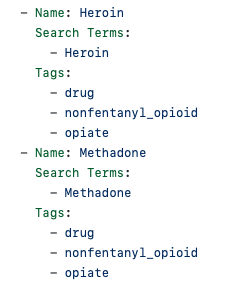 - Name: Heroin
Search Terms:
- Heroin
Tags:
- drug
- nonfentanyl_opioid
- opiate
- Name: Methadone
Search Terms:
- Methadone
Tags:
- drug
- nonfentanyl_opioid
- opiate